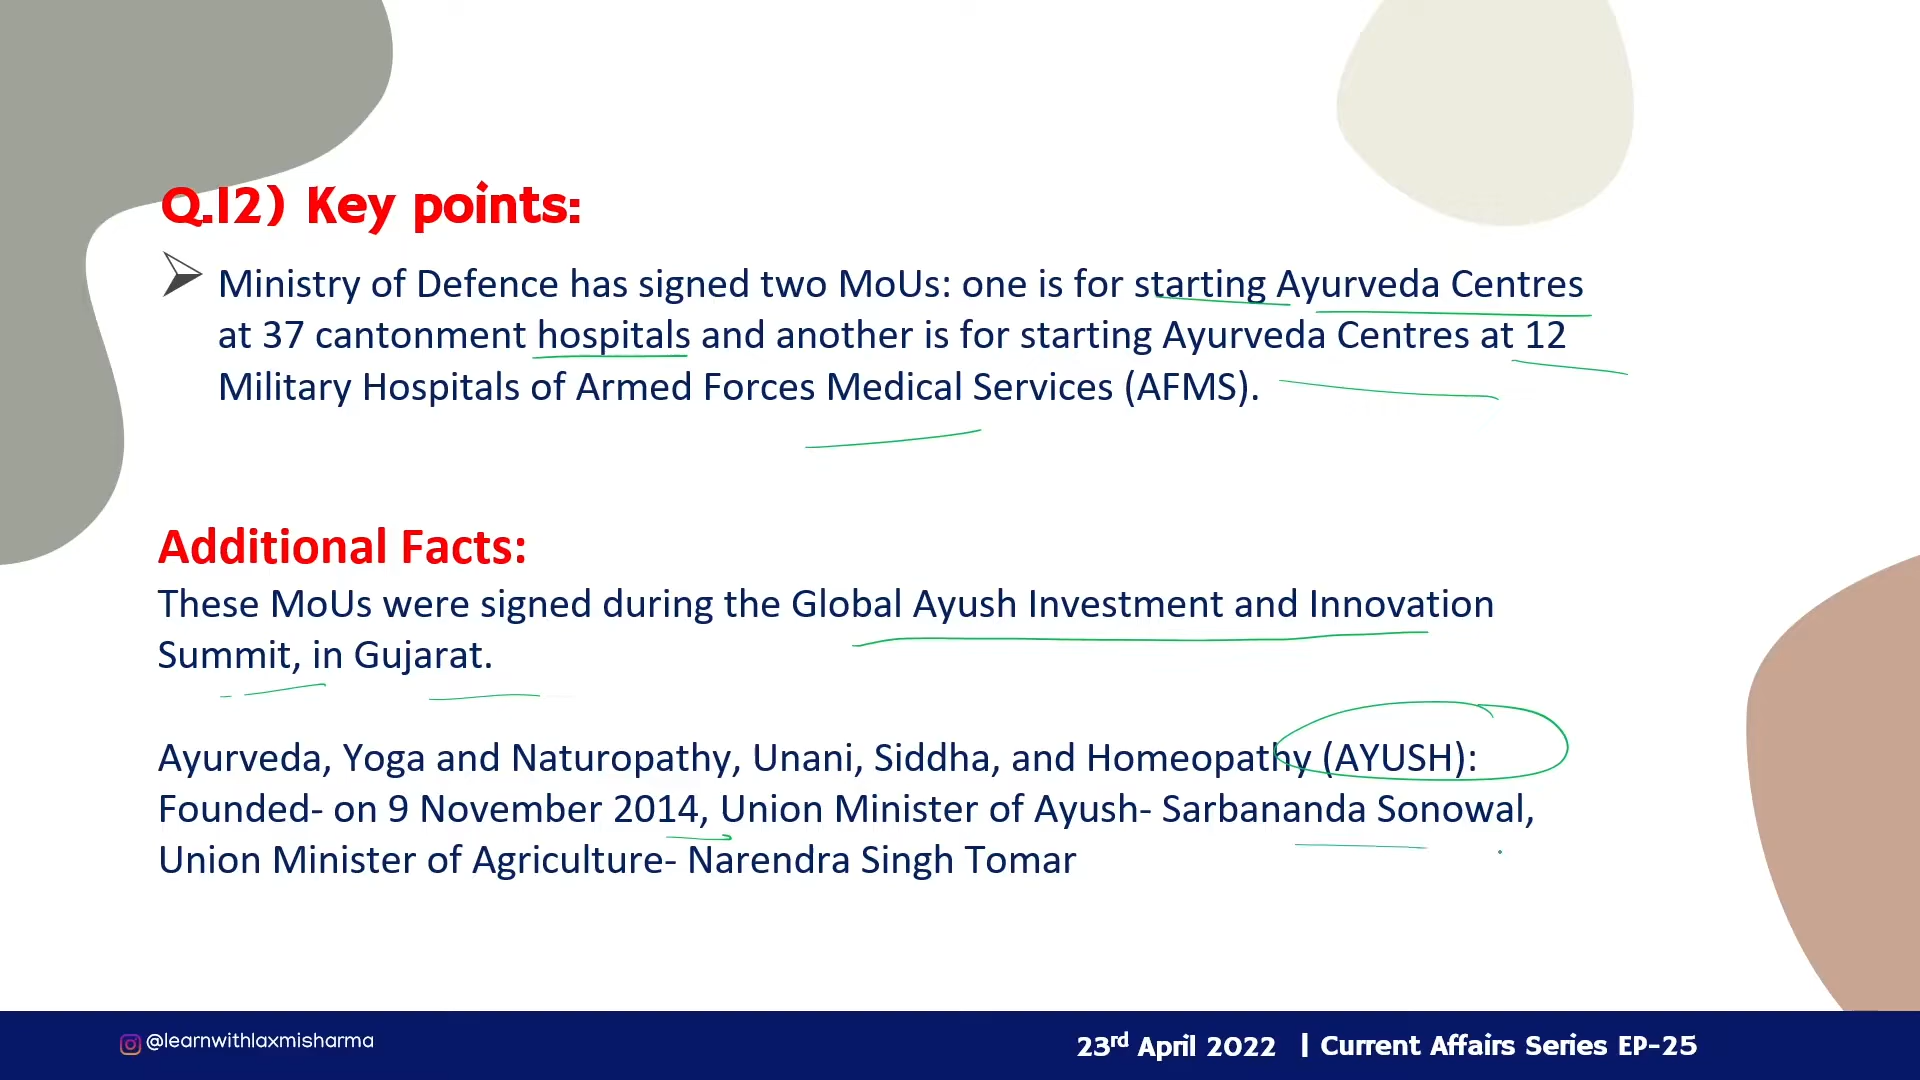 Q.12) Key points:
Ministry of Defence has signed two MoUs: one is for starting Ayurveda Centres
at 37 cantonment hospitals and another is for starting Ayurveda Centres at 12
Military Hospitals of Armed Forces Medical Services (AFMS).
Additional Facts:
These MoUs were signed during the Global Ayush Investment and Innovation
Summit, in Gujarat.
Ayurveda, Yoga and Naturopathy, Unani, Siddha, and Homeopathy (AYUSH):
Founded- on 9 November 2014, Union Minister of Ayush- Sarbananda Sonowal,
Union Minister of Agriculture- Narendra Singh Tomar
@learnwithlaxmisharma
23rd April 2022 | Current Affairs Series EP-25